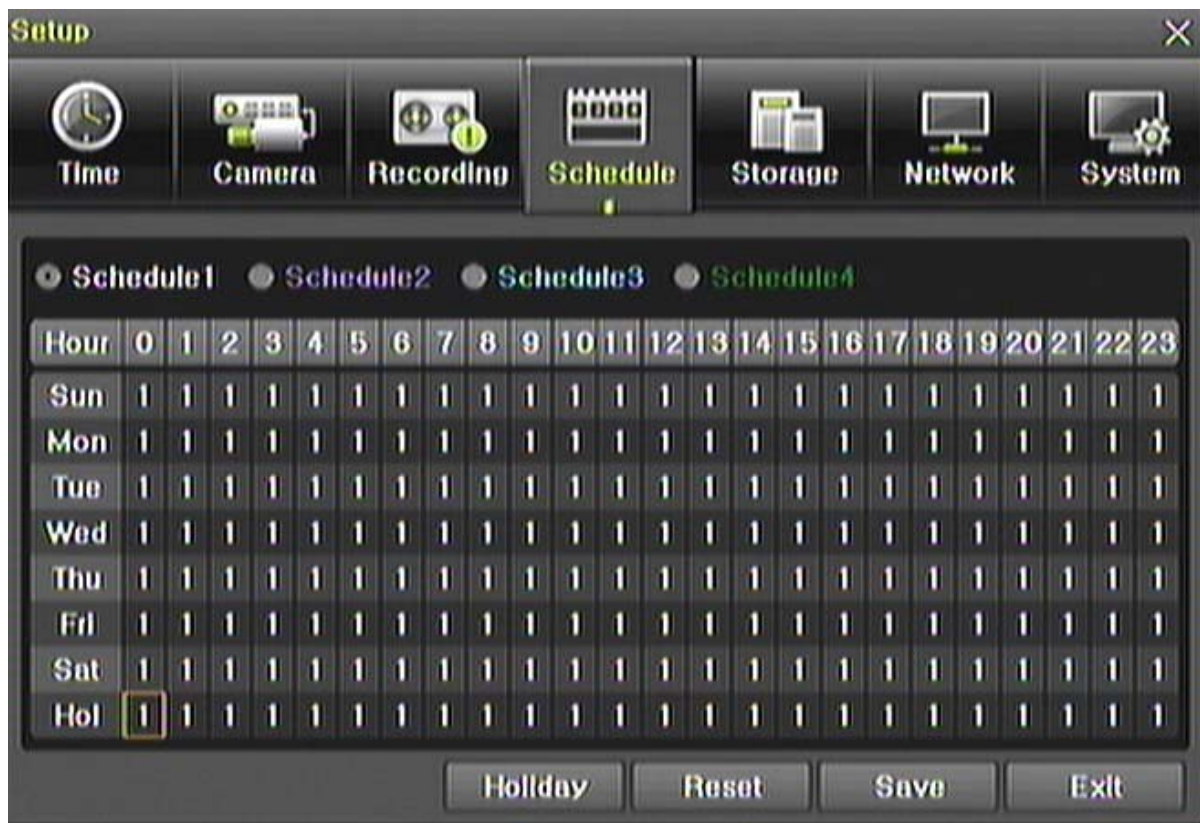 Setup
Time Camera Recording Schedule Storage Network System
Schedule1 Schedule2 Schedule3 Schedule4
Hour 0 1 2 3 4 5 6 7 8 9 10 11 12 13 14 15 16 17 18 19 20 21 22 23
Sun 1 1 1 1 1 1 1 1 1 1 1 1 1 1 1 1 1 1 1 1 1 1 1 1
Mon 1 1 1 1 1 1 1 1 1 1 1 1 1 1 1 1 1 1 1 1 1 1 1 1
Tue 1 1 1 1 1 1 1 1 1 1 1 1 1 1 1 1 1 1 1 1 1 1 1 1
Wed 1 1 1 1 1 1 1 1 1 1 1 1 1 1 1 1 1 1 1 1 1 1 1 1
Thu 1 1 1 1 1 1 1 1 1 1 1 1 1 1 1 1 1 1 1 1 1 1 1 1
Fri 1 1 1 1 1 1 1 1 1 1 1 1 1 1 1 1 1 1 1 1 1 1 1 1
Sat 1 1 1 1 1 1 1 1 1 1 1 1 1 1 1 1 1 1 1 1 1 1 1 1
Hol 1 1 1 1 1 1 1 1 1 1 1 1 1 1 1 1 1 1 1 1 1 1 1 1
Holiday Reset Save Exit